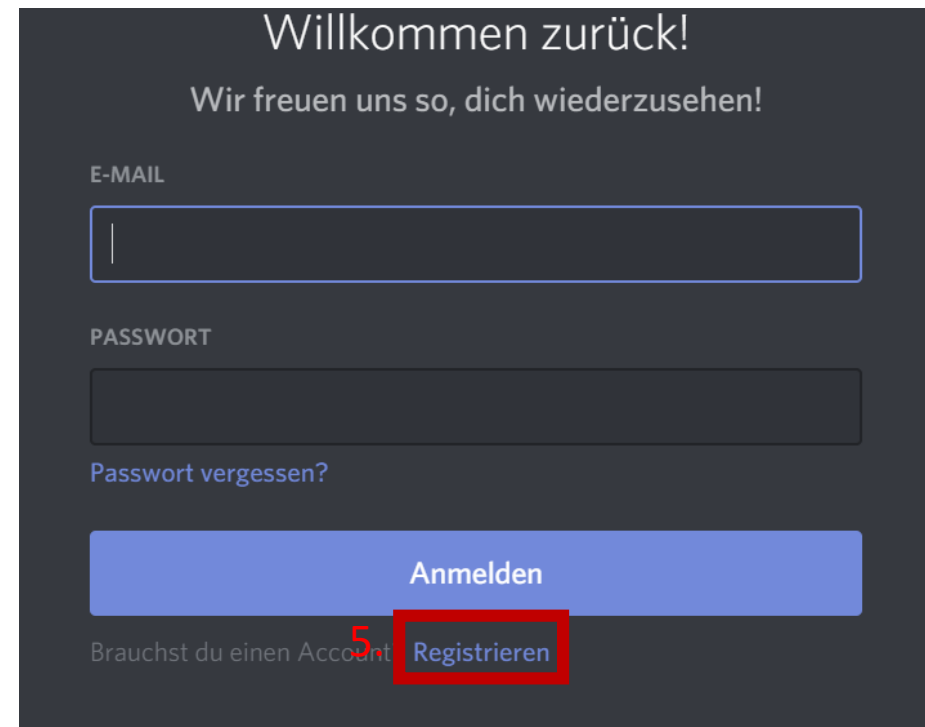 Willkommen zurück!
Wir freuen uns so, dich wiederzusehen!
E-MAIL
PASSWORT
Passwort vergessen?
Anmelden
Brauchst du einen Account 5. Registrieren